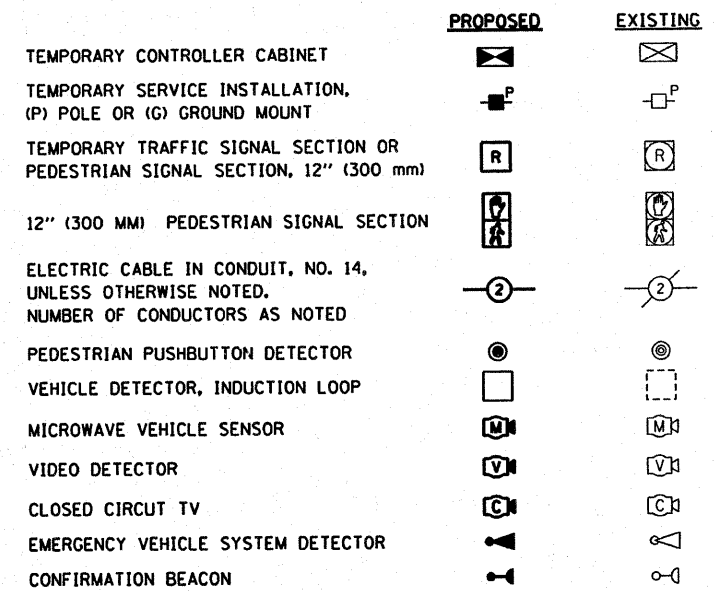 PROPOSED EXISTING
TEMPORARY CONTROLLER CABINET
TEMPORARY SERVICE INSTALLATION,
(P) POLE OR (G) GROUND MOUNT P P
TEMPORARY TRAFFIC SIGNAL SECTION OR
PEDESTRIAN SIGNAL SECTION, 12'' (300 mm) R R
12'' (300 MM) PEDESTRIAN SIGNAL SECTION
ELECTRIC CABLE IN CONDUIT, NO. 14,
UNLESS OTHERWISE NOTED. 2 2
NUMBER OF CONDUCTORS AS NOTED
PEDESTRIAN PUSHBUTTON DETECTOR
VEHICLE DETECTOR, INDUCTION LOOP
MICROWAVE VEHICLE SENSOR M M
VIDEO DETECTOR V V
CLOSED CIRCUT TV C C
EMERGENCY VEHICLE SYSTEM DETECTOR
CONFIRMATION BEACON